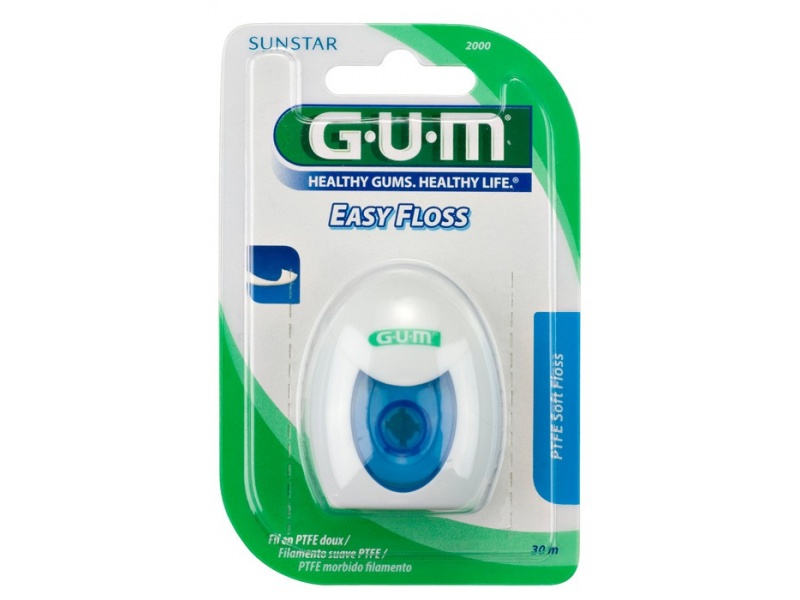 SUNSTAR
2000
G·U·M®
HEALTHY GUMS. HEALTHY LIFE.®
EASY FLOSS
G·U·M®
PTFE Soft Floss
Fil en PTFE doux /
Filamento suave PTFE /
PTFE morbido filamento
30 m